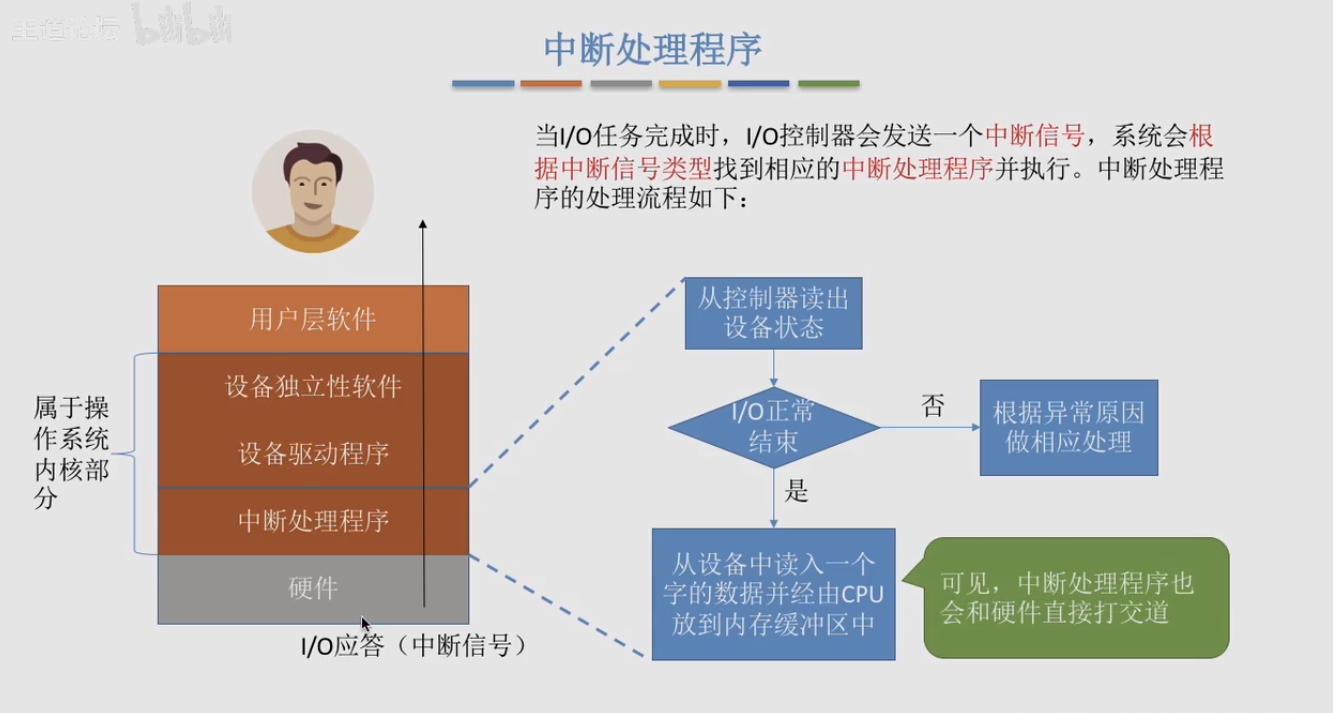 王道论坛 bilibili
中断处理程序
当I/O任务完成时，I/O控制器会发送一个中断信号，系统会根
据中断信号类型找到相应的中断处理程序并执行。中断处理程
序的处理流程如下：
用户层软件
设备独立性软件
设备驱动程序
中断处理程序
硬件
属于操
作系统
内核部
分
I/O应答（中断信号）
从控制器读出
设备状态
I/O正常
结束
否
根据异常原因
做相应处理
是
从设备中读入一个
字的数据并经由CPU
放到内存缓冲区中
可见，中断处理程序也
会和硬件直接打交道